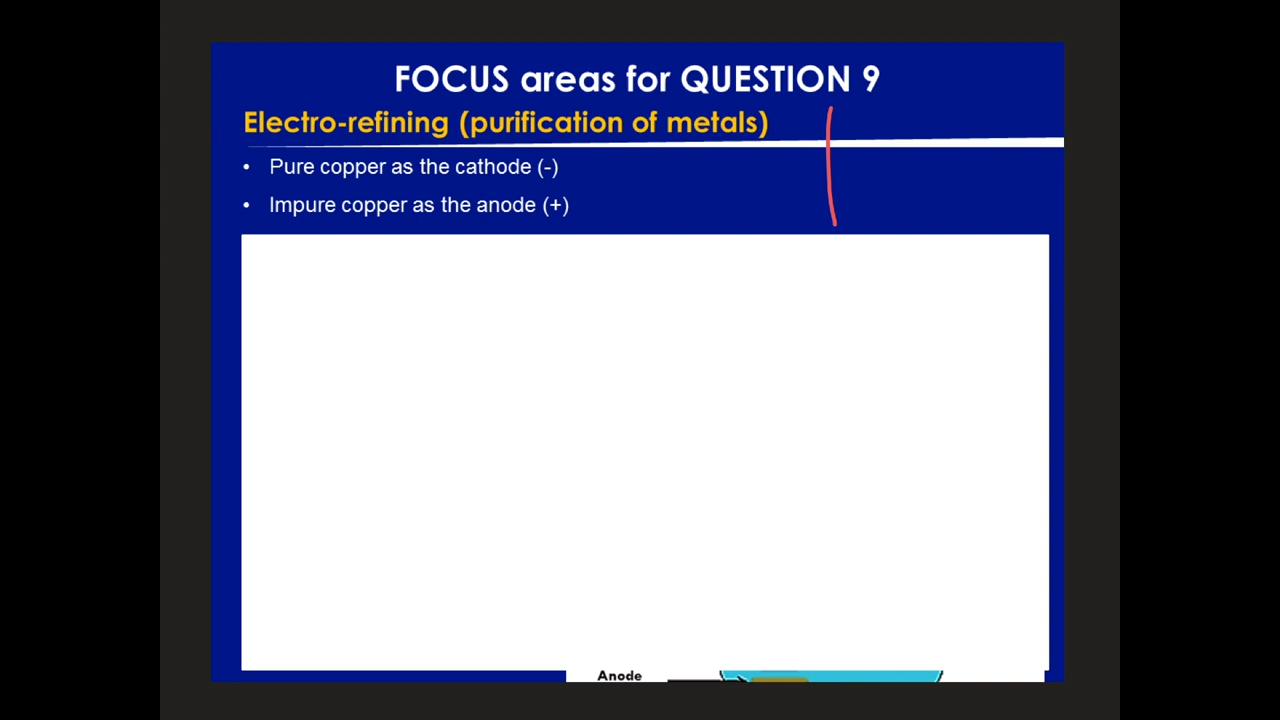 FOCUS areas for QUESTION 9
Electro-refining (purification of metals)
• Pure copper as the cathode (-)
• Impure copper as the anode (+)
Anode